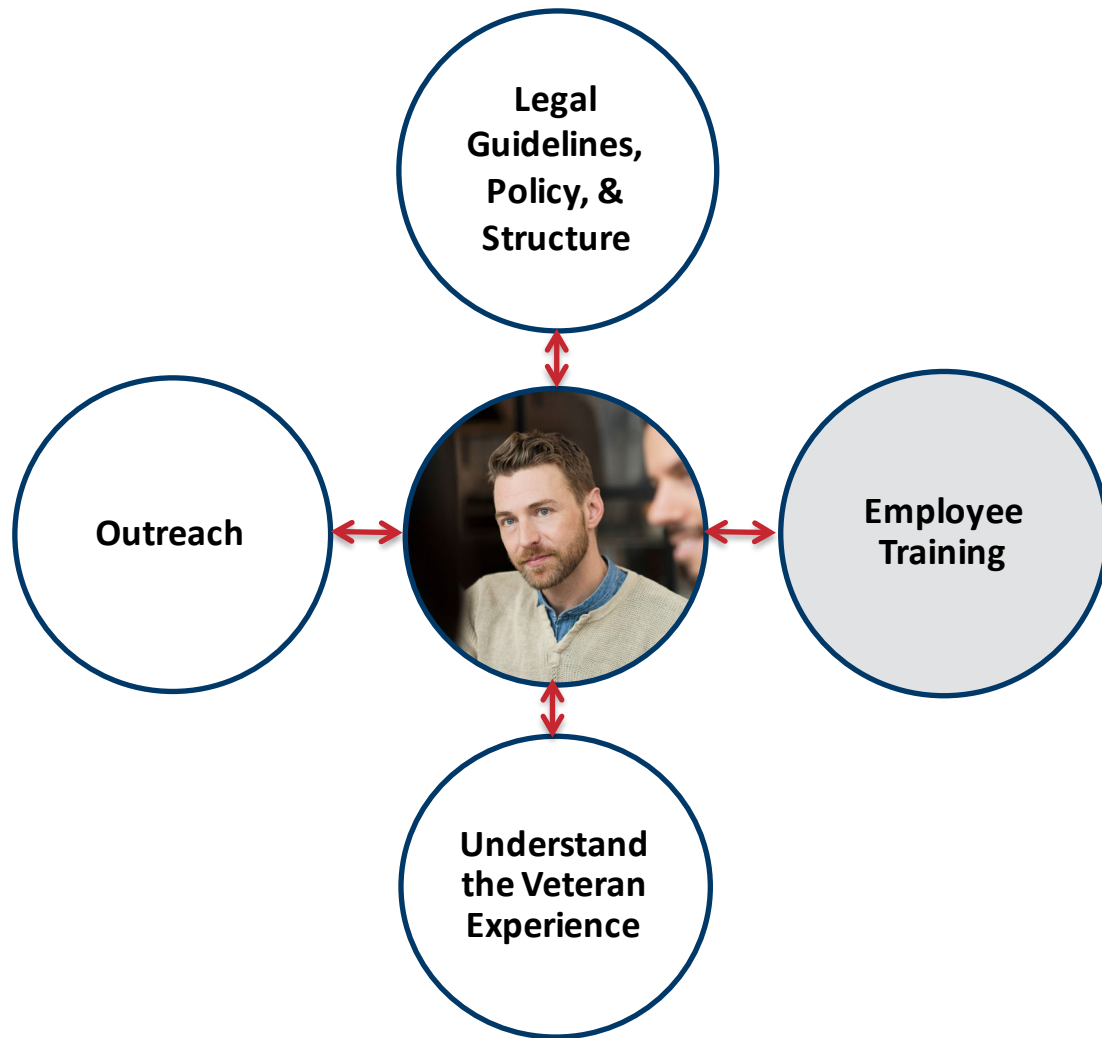 Legal
Guidelines,
Policy, &
Structure
Outreach
Employee
Training
Understand
the Veteran
Experience